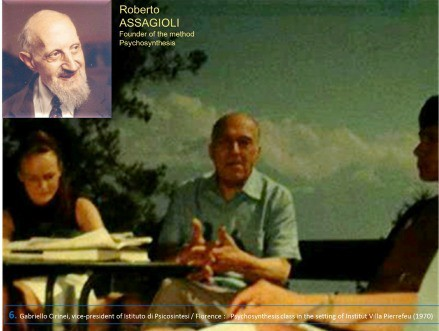 Roberto
ASSAGIOLI
Founder of the method
Psychosynthesis
6. Gabriello Cirinei, vice-president of Istituto di Psicosintesi / Florence : Psychosynthesis class in the setting of Institut Villa Pierrefeu (1970)